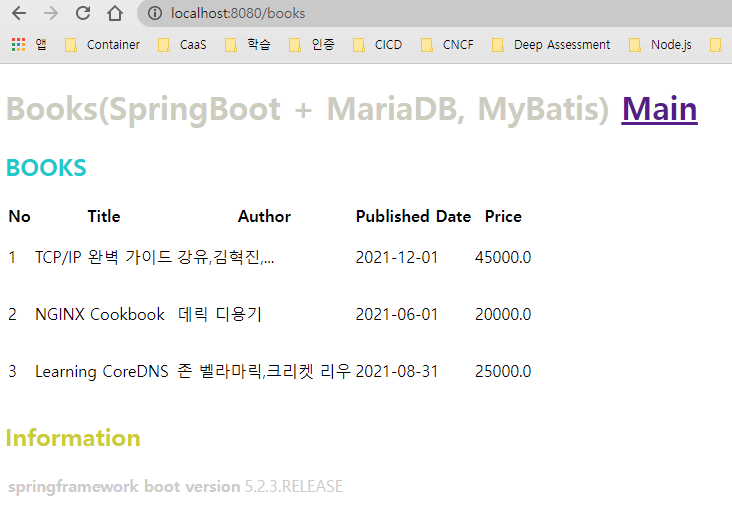 localhost:8080/books
앱 Container CaaS 학습 인증 CICD CNCF Deep Assessment Node.js
Books(SpringBoot + MariaDB, MyBatis) Main
BOOKS
No Title Author Published Date Price
1 TCP/IP 완벽 가이드 강유,김혁진,... 2021-12-01 45000.0
2 NGINX Cookbook 데릭 디용기 2021-06-01 20000.0
3 Learning CoreDNS 존 벨라마릭,크리켓 리우 2021-08-31 25000.0
Information
springframework boot version 5.2.3.RELEASE